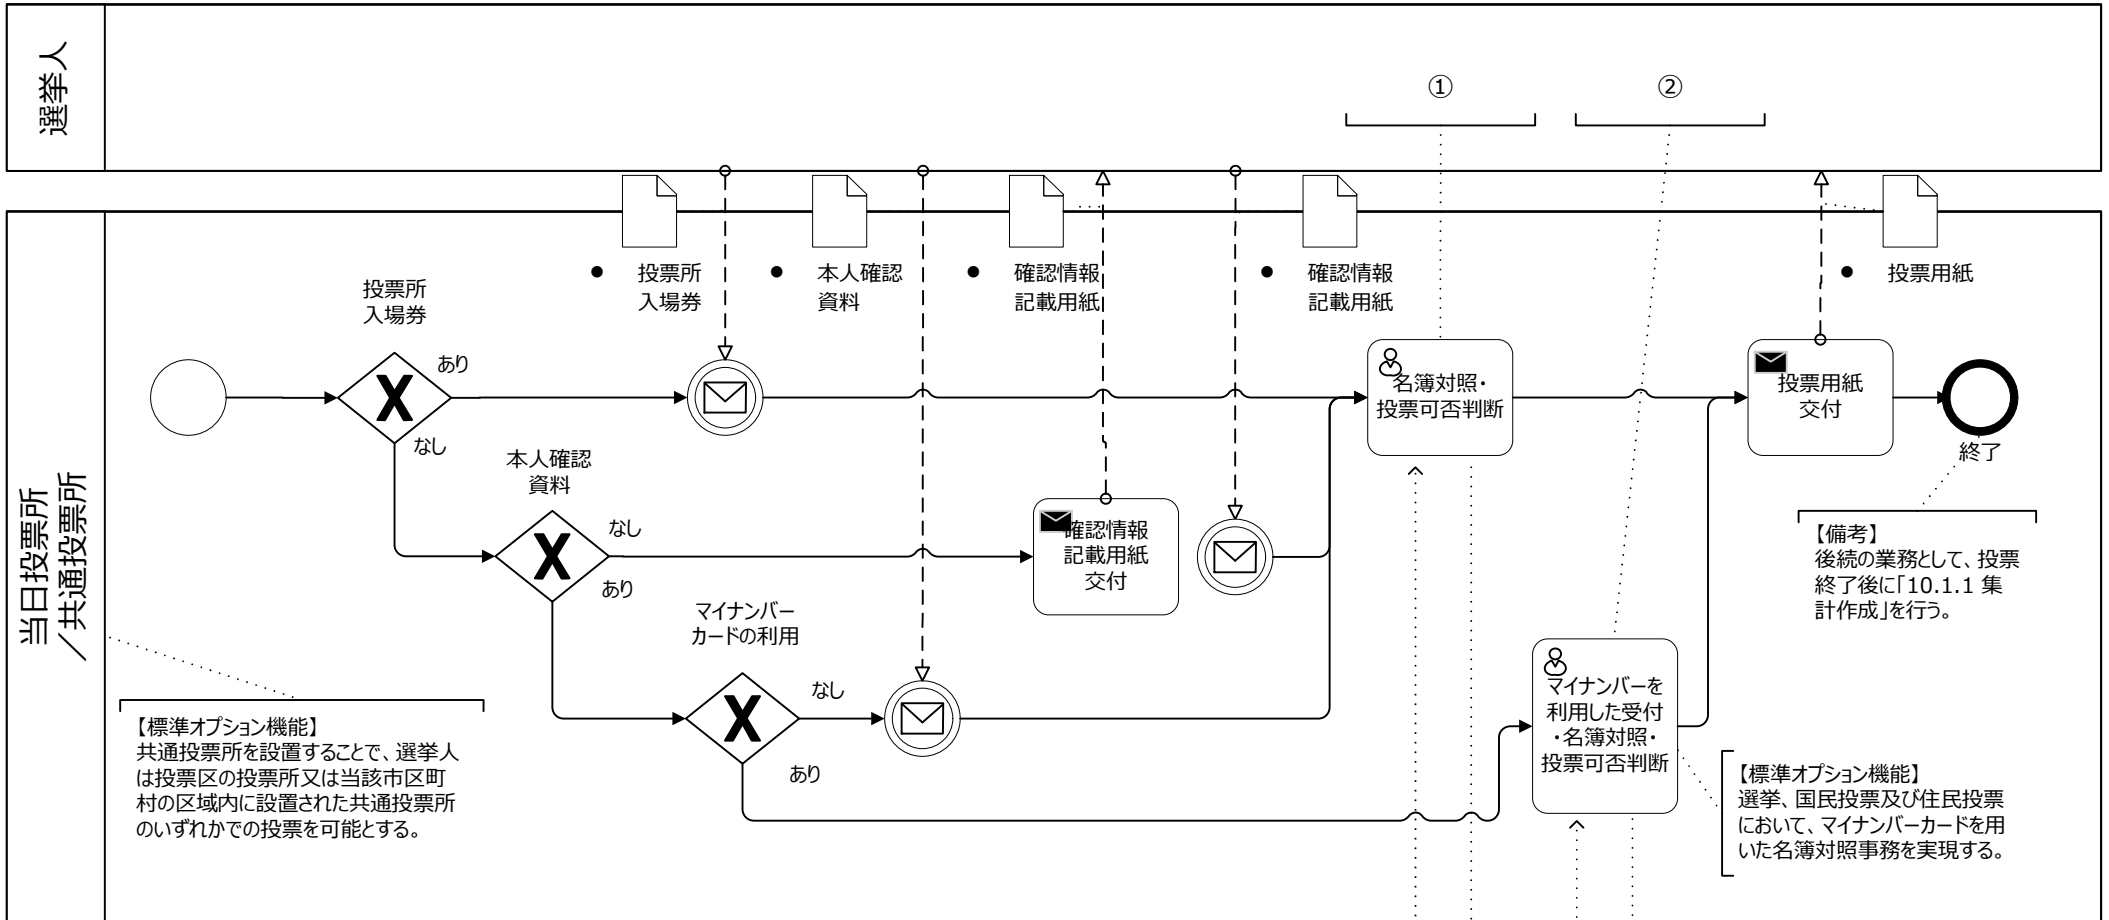 選挙人
①
②
● 投票所
入場券
● 本人確認
資料
● 確認情報
記載用紙
● 確認情報
記載用紙
● 投票用紙
当日投票所
／共通投票所
投票所
入場券
X
あり
なし
名簿対照・
投票可否判断
投票用紙
交付
終了
本人確認
資料
X
なし
あり
確認情報
記載用紙
交付
【備考】
後続の業務として、投票
終了後に「10.1.1 集
計作成」を行う。
マイナンバー
カードの利用
X
なし
あり
マイナンバーを
利用した受付
・名簿対照・
投票可否判断
【標準オプション機能】
共通投票所を設置することで、選挙人
は投票区の投票所又は当該市区町
村の区域内に設置された共通投票所
のいずれかでの投票を可能とする。
【標準オプション機能】
選挙、国民投票及び住民投票
において、マイナンバーカードを用
いた名簿対照事務を実現する。